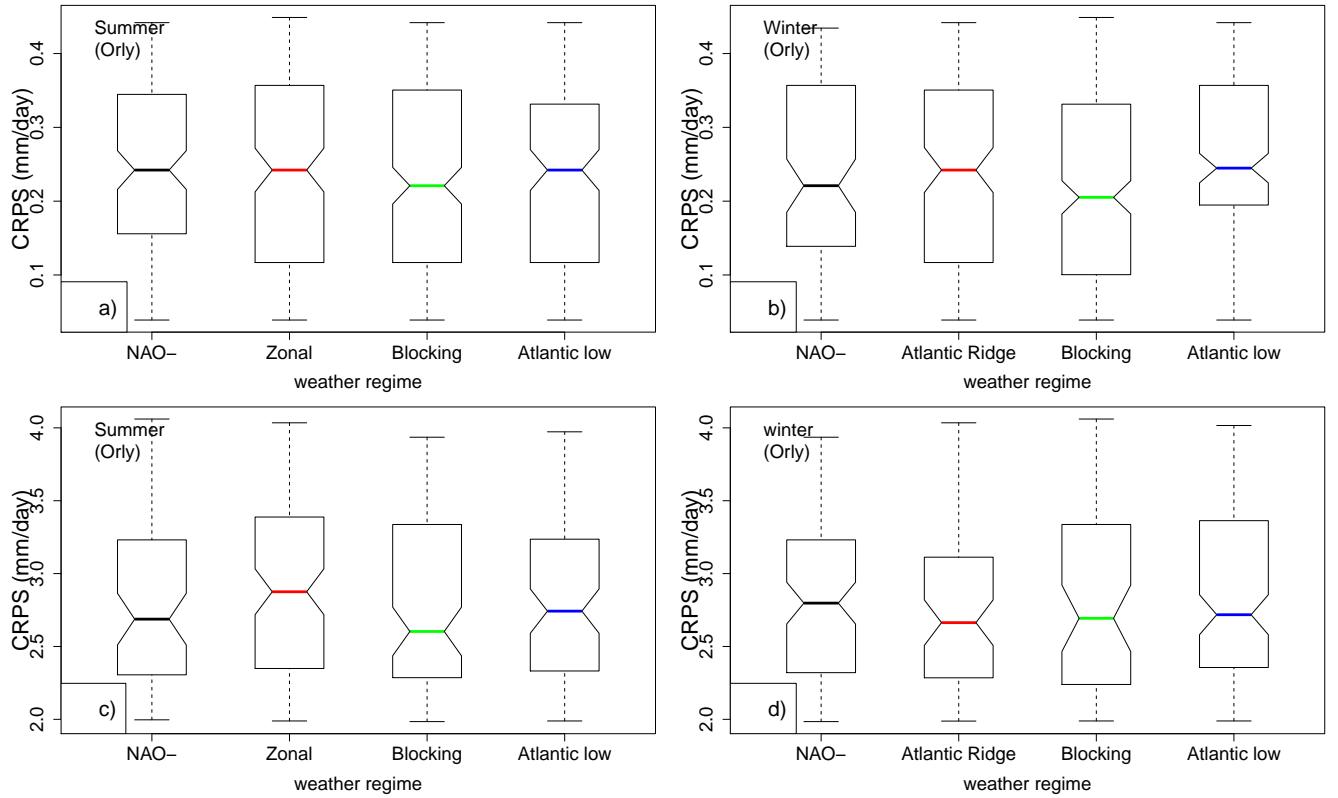 Summer
(Orly)
CRPS (mm/day)
0.4
0.3
0.2
0.1
a)
NAO−
Zonal
Blocking
Atlantic low
weather regime
Winter
(Orly)
CRPS (mm/day)
0.4
0.3
0.2
0.1
b)
NAO−
Atlantic Ridge
Blocking
Atlantic low
weather regime
Summer
(Orly)
CRPS (mm/day)
4.0
3.5
3.0
2.5
2.0
c)
NAO−
Zonal
Blocking
Atlantic low
weather regime
winter
(Orly)
CRPS (mm/day)
4.0
3.5
3.0
2.5
2.0
d)
NAO−
Atlantic Ridge
Blocking
Atlantic low
weather regime